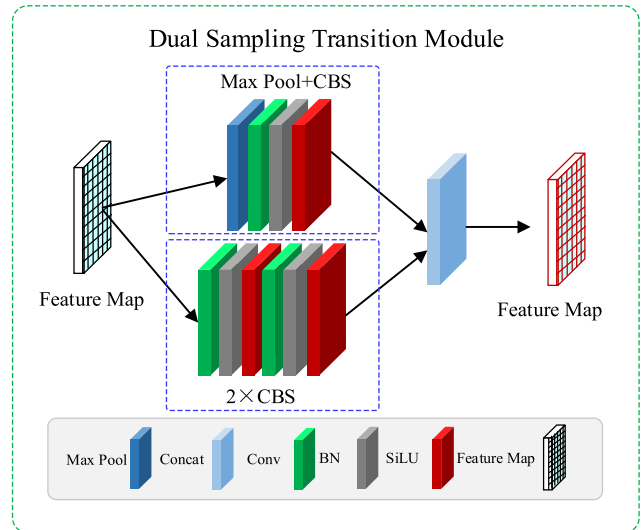 Dual Sampling Transition Module
Max Pool+CBS
Feature Map
2×CBS
Feature Map
Max Pool Concat Conv BN SiLU Feature Map